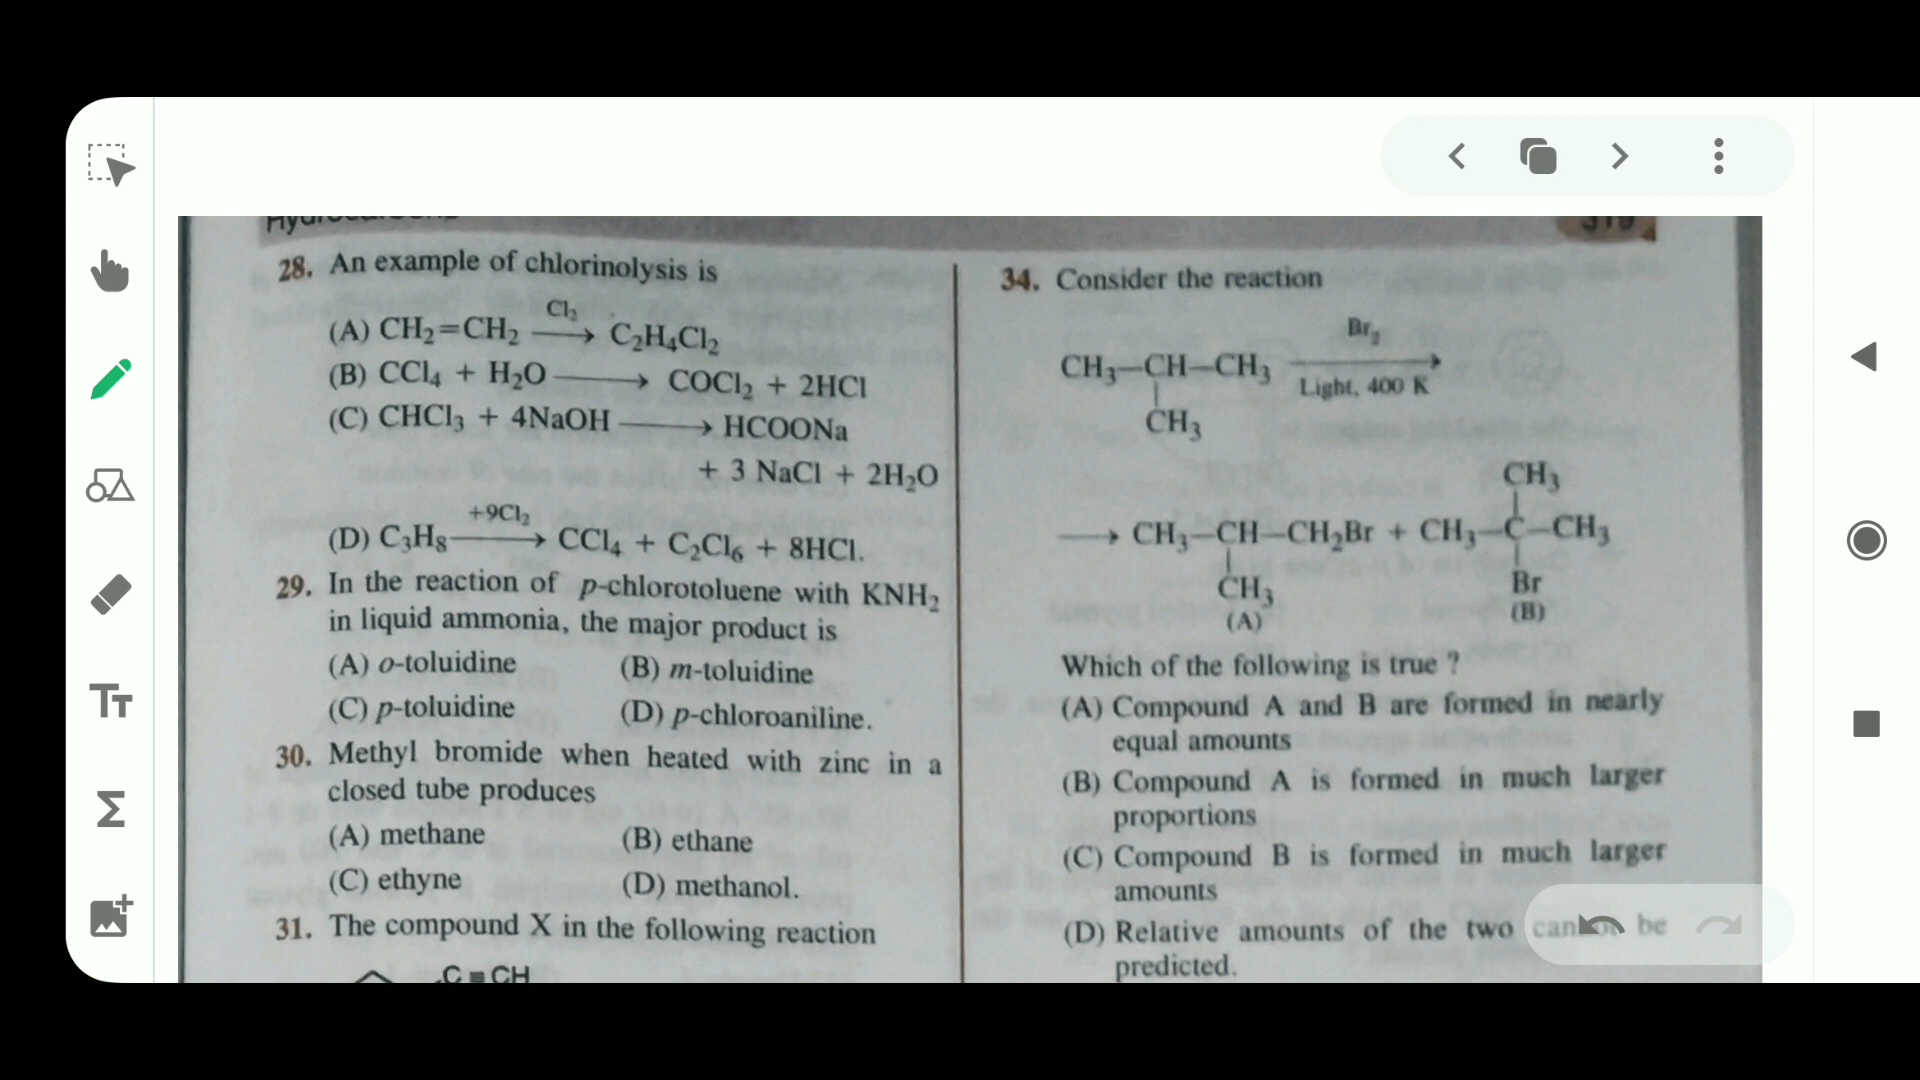 Hydrocarbons
319
28. An example of chlorinolysis is
(A) CH₂=CH₂ —Cl₂→ C₂H₄Cl₂
(B) CCl₄ + H₂O ⟶ COCl₂ + 2HCl
(C) CHCl₃ + 4NaOH ⟶ HCOONa
+ 3 NaCl + 2H₂O
(D) C₃H₈ —+9Cl₂→ CCl₄ + C₂Cl₆ + 8HCl.
29. In the reaction of p-chlorotoluene with KNH₂
in liquid ammonia, the major product is
(A) o-toluidine (B) m-toluidine
(C) p-toluidine (D) p-chloroaniline.
30. Methyl bromide when heated with zinc in a
closed tube produces
(A) methane (B) ethane
(C) ethyne (D) methanol.
31. The compound X in the following reaction
C≡CH
34. Consider the reaction
Br₂
CH₃—CH—CH₃ ⟶
Light, 400 K
CH₃
CH₃
⟶ CH₃—CH—CH₂Br + CH₃—C—CH₃
CH₃ Br
(A) (B)
Which of the following is true ?
(A) Compound A and B are formed in nearly
equal amounts
(B) Compound A is formed in much larger
proportions
(C) Compound B is formed in much larger
amounts
(D) Relative amounts of the two cannot be
predicted.
Tт
Σ